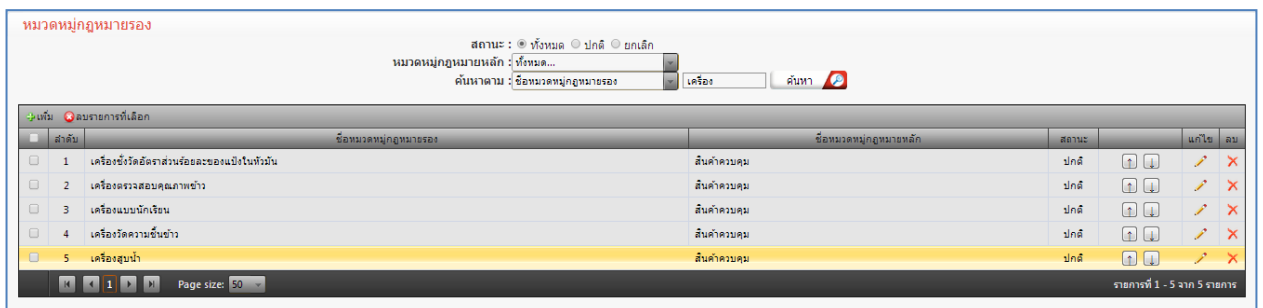 หมวดหมู่กฎหมายรอง
สถานะ : ทั้งหมด ปกติ ยกเลิก
หมวดหมู่กฎหมายหลัก : ทั้งหมด...
ค้นหาตาม : ชื่อหมวดหมู่กฎหมายรอง เครื่อง ค้นหา
เพิ่ม ลบรายการที่เลือก
ลำดับ ชื่อหมวดหมู่กฎหมายรอง ชื่อหมวดหมู่กฎหมายหลัก สถานะ แก้ไข ลบ
1 เครื่องชั่งวัดอัตราส่วนร้อยละของแป้งในหัวมัน สินค้าควบคุม ปกติ
2 เครื่องตรวจสอบคุณภาพข้าว สินค้าควบคุม ปกติ
3 เครื่องแบบนักเรียน สินค้าควบคุม ปกติ
4 เครื่องวัดความชื้นข้าว สินค้าควบคุม ปกติ
5 เครื่องสูบน้ำ สินค้าควบคุม ปกติ
1 Page size: 50 รายการที่ 1 - 5 จาก 5 รายการ